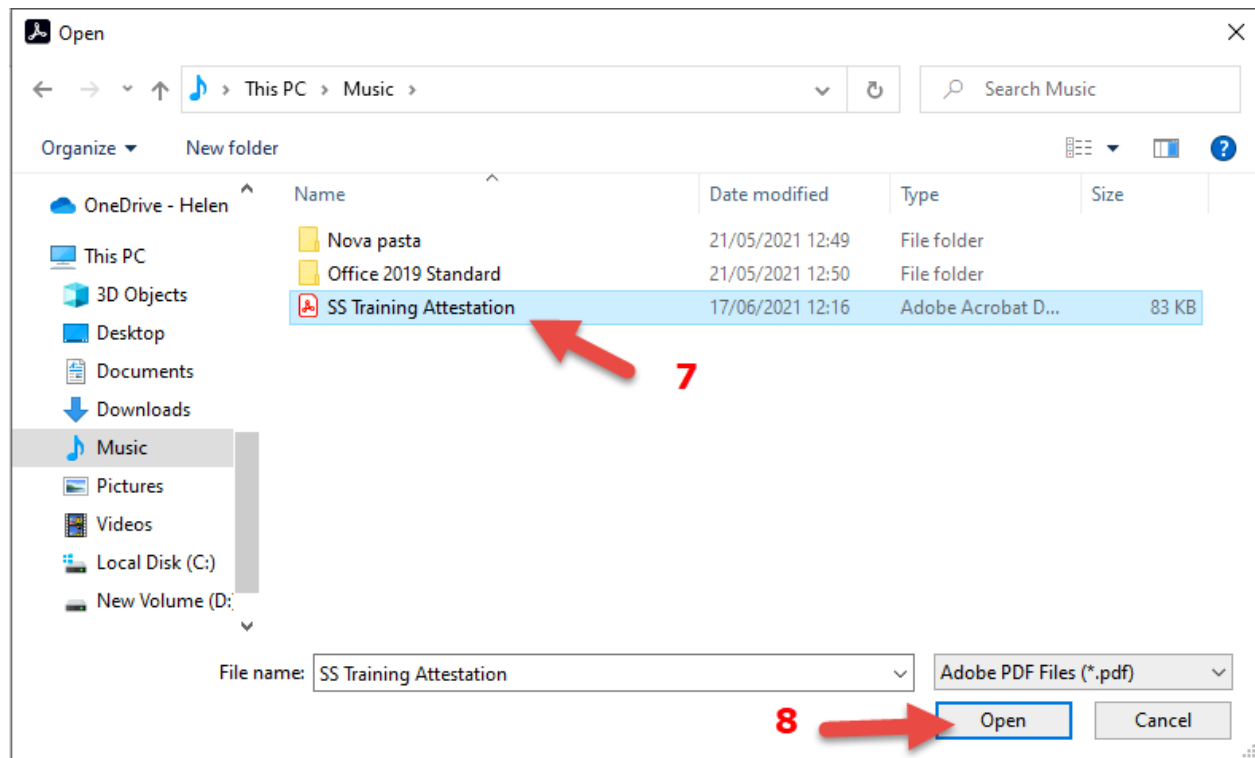 Open
This PC > Music >
Search Music
Organize New folder
?
Name Date modified Type Size
OneDrive - Helen
This PC
3D Objects
Desktop
Documents
Downloads
Music
Pictures
Videos
Local Disk (C:)
New Volume (D:
Nova pasta 21/05/2021 12:49 File folder
Office 2019 Standard 21/05/2021 12:50 File folder
SS Training Attestation 17/06/2021 12:16 Adobe Acrobat D... 83 KB
7
File name: SS Training Attestation Adobe PDF Files (*.pdf)
8 Open Cancel